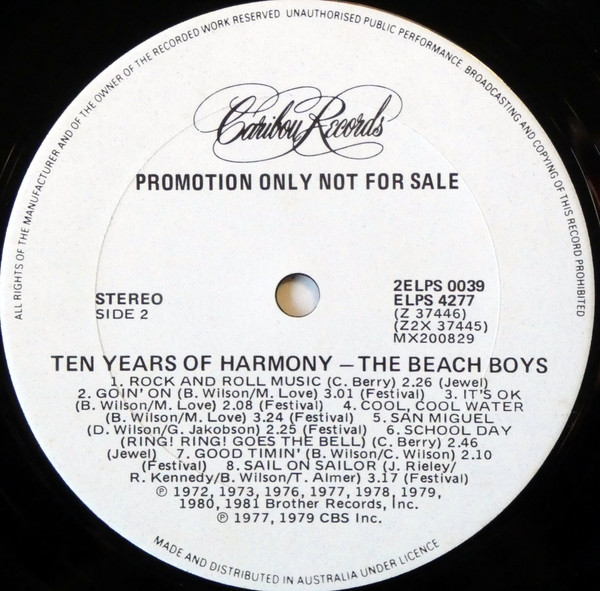 ALL RIGHTS OF THE MANUFACTURER AND OF THE OWNER OF THE RECORDED WORK RESERVED UNAUTHORISED PUBLIC PERFORMANCE BROADCASTING AND COPYING OF THIS RECORD PROHIBITED
Caribou Records
PROMOTION ONLY NOT FOR SALE
STEREO
SIDE 2
2ELPS 0039
ELPS 4277
(Z 37446)
(Z2X 37445)
MX200829
TEN YEARS OF HARMONY – THE BEACH BOYS
1. ROCK AND ROLL MUSIC (C. Berry) 2.26 (Jewel)
2. GOIN' ON (B. Wilson/M. Love) 3.01 (Festival) 3. IT'S OK
(B. Wilson/M. Love) 2.08 (Festival) 4. COOL, COOL WATER
(B. Wilson/M. Love) 3.24 (Festival) 5. SAN MIGUEL
(D. Wilson/G. Jakobson) 2.25 (Festival) 6. SCHOOL DAY
(RING! RING! GOES THE BELL) (C. Berry) 2.46
(Jewel) 7. GOOD TIMIN' (B. Wilson/C. Wilson) 2.10
(Festival) 8. SAIL ON SAILOR (J. Rieley/
R. Kennedy/B. Wilson/T. Almer) 3.17 (Festival)
℗ 1972, 1973, 1976, 1977, 1978, 1979,
1980, 1981 Brother Records, Inc.
℗ 1977, 1979 CBS Inc.
MADE AND DISTRIBUTED IN AUSTRALIA UNDER LICENCE